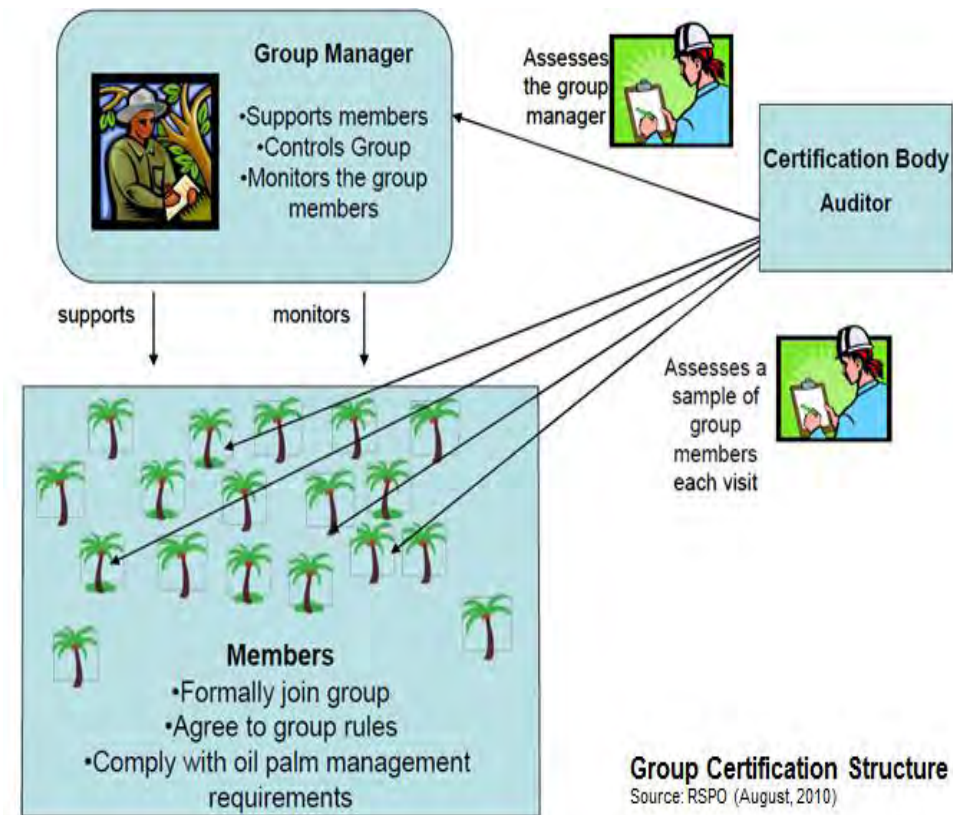 Group Manager
•Supports members
•Controls Group
•Monitors the group
members
Assesses
the group
manager
Certification Body
Auditor
supports
monitors
Assesses a
sample of
group
members
each visit
Members
•Formally join group
•Agree to group rules
•Comply with oil palm management
requirements
Group Certification Structure
Source: RSPO (August, 2010)